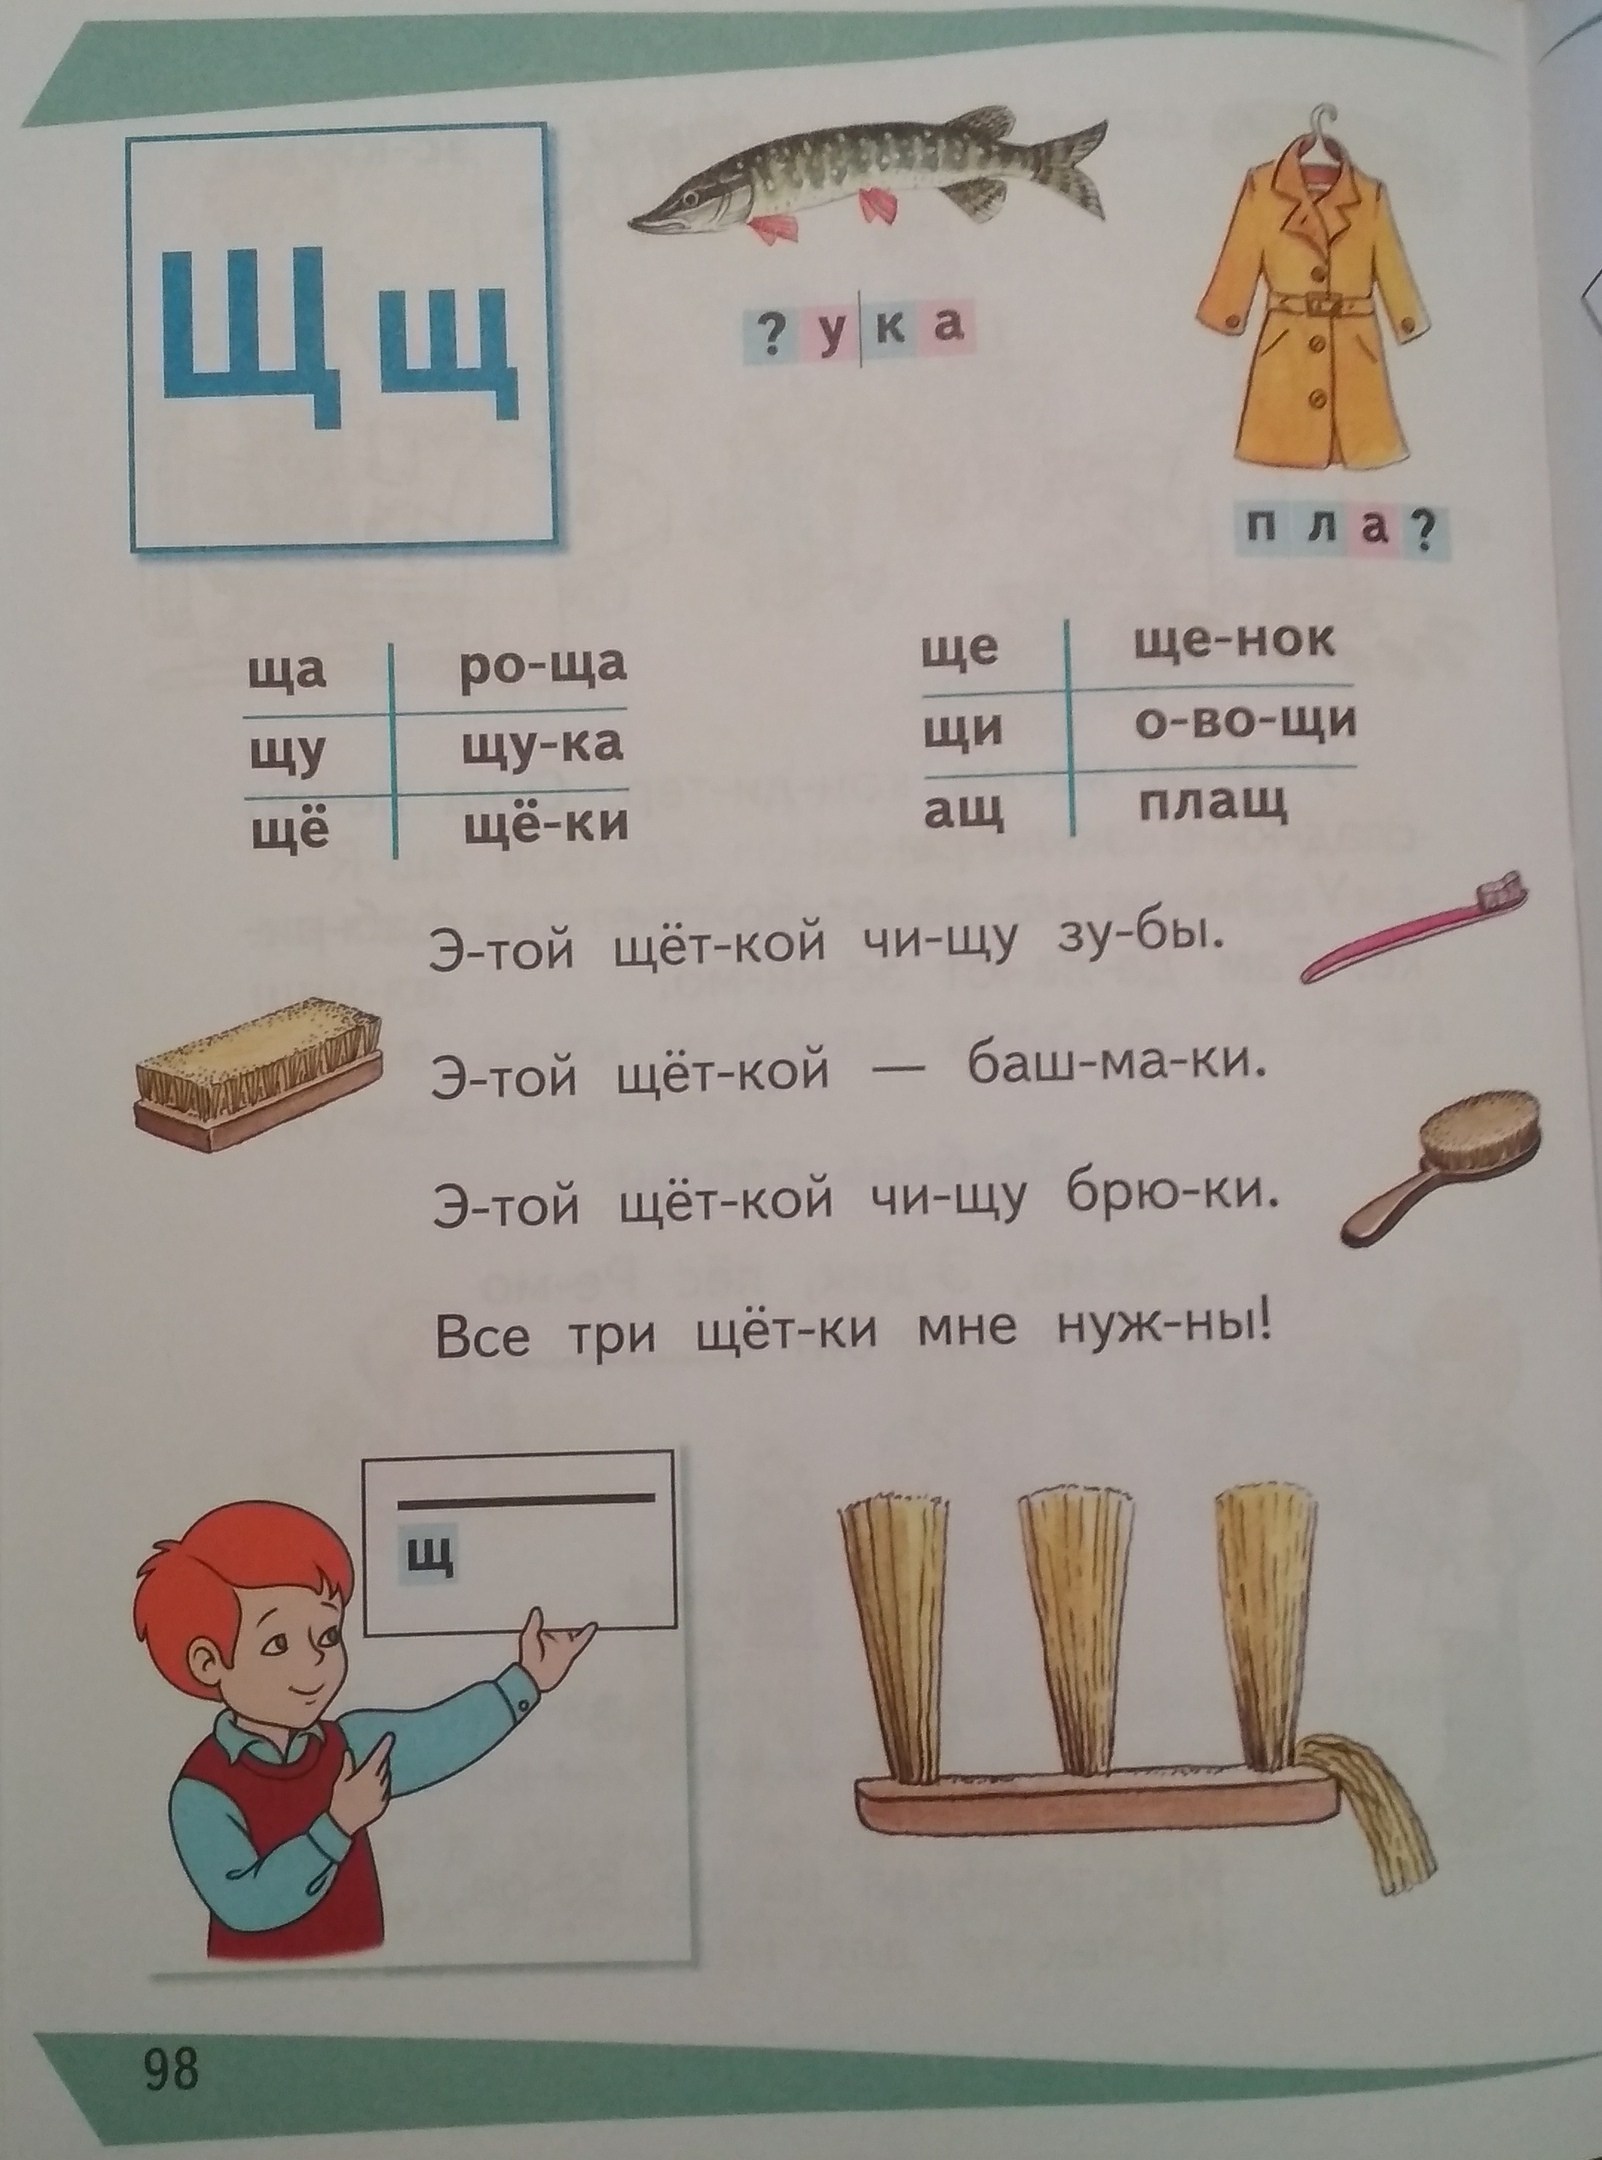 Щ щ
? у к а
п л а ?
ща ро-ща
щу щу-ка
щё щё-ки
ще ще-нок
щи о-во-щи
ащ плащ
Э-той щёт-кой чи-щу зу-бы.
Э-той щёт-кой — баш-ма-ки.
Э-той щёт-кой чи-щу брю-ки.
Все три щёт-ки мне нуж-ны!
щ
98